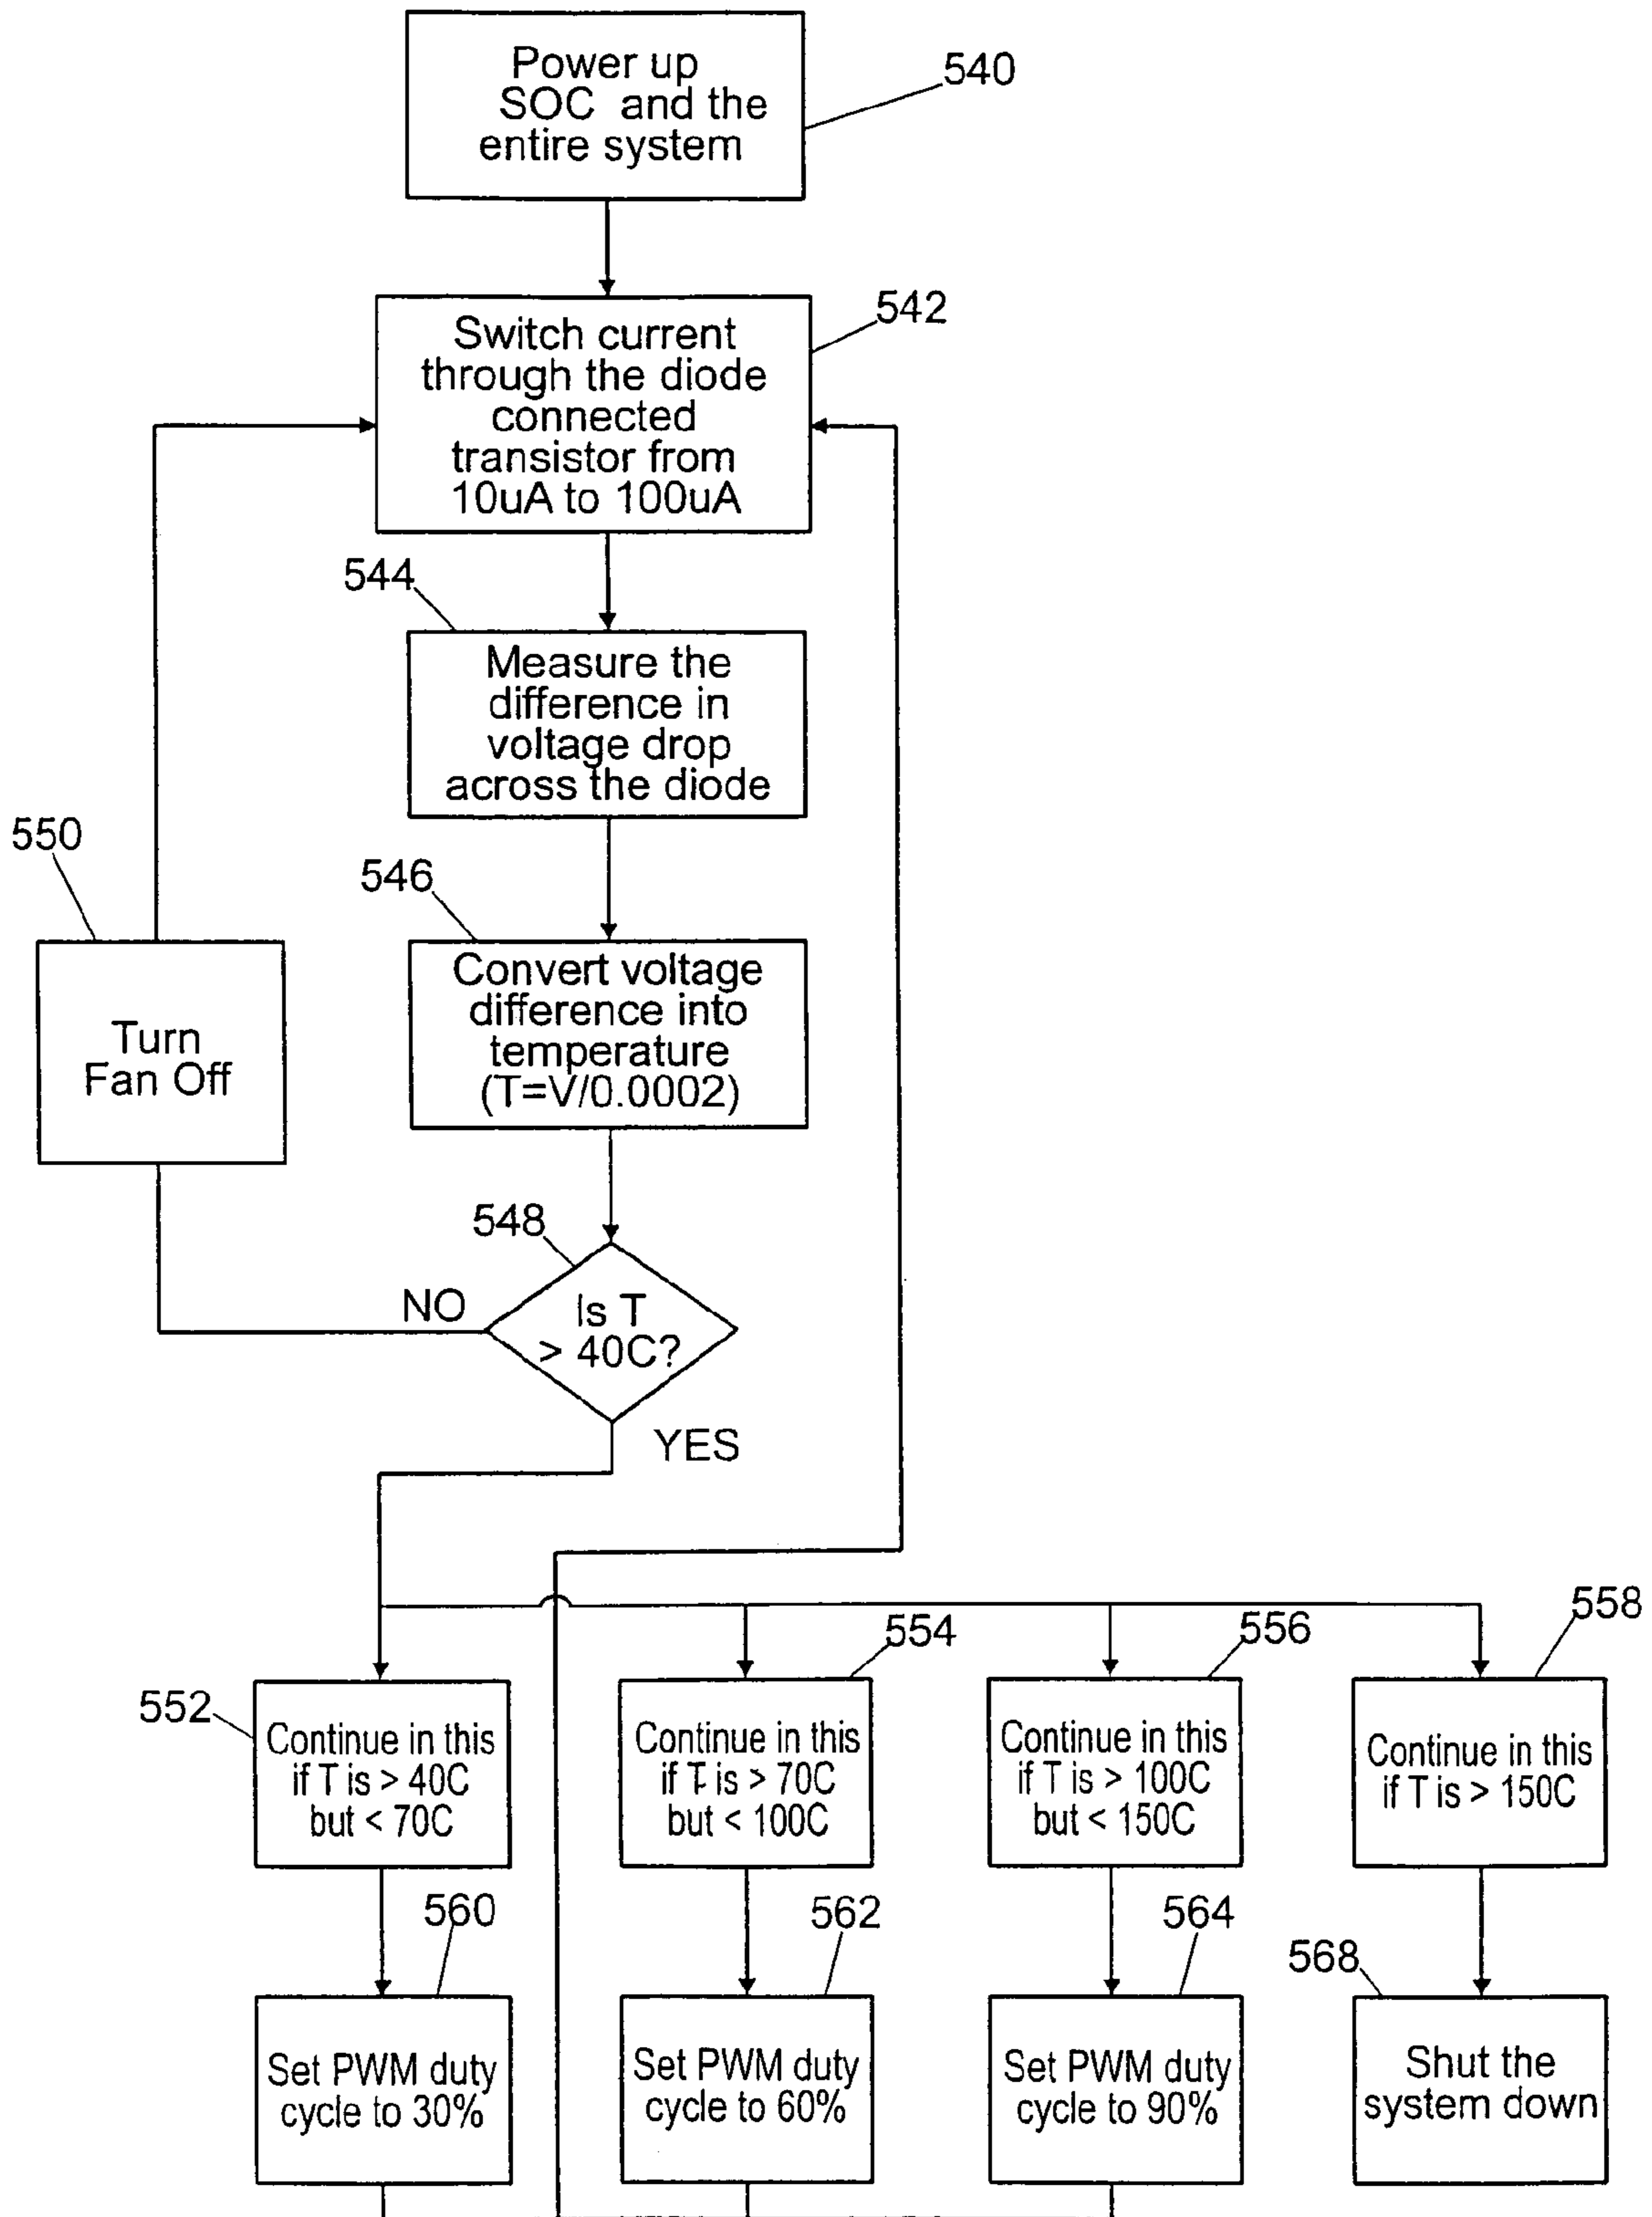 Power up
SOC and the
entire system
540
Switch current
through the diode
connected
transistor from
10uA to 100uA
542
544
Measure the
difference in
voltage drop
across the diode
550
546
Turn
Fan Off
Convert voltage
difference into
temperature
(T=V/0.0002)
548
NO
Is T
> 40C?
YES
552
554
556
558
Continue in this
if T is > 40C
but < 70C
Continue in this
if T is > 70C
but < 100C
Continue in this
if T is > 100C
but < 150C
Continue in this
if T is > 150C
560
562
564
568
Set PWM duty
cycle to 30%
Set PWM duty
cycle to 60%
Set PWM duty
cycle to 90%
Shut the
system down